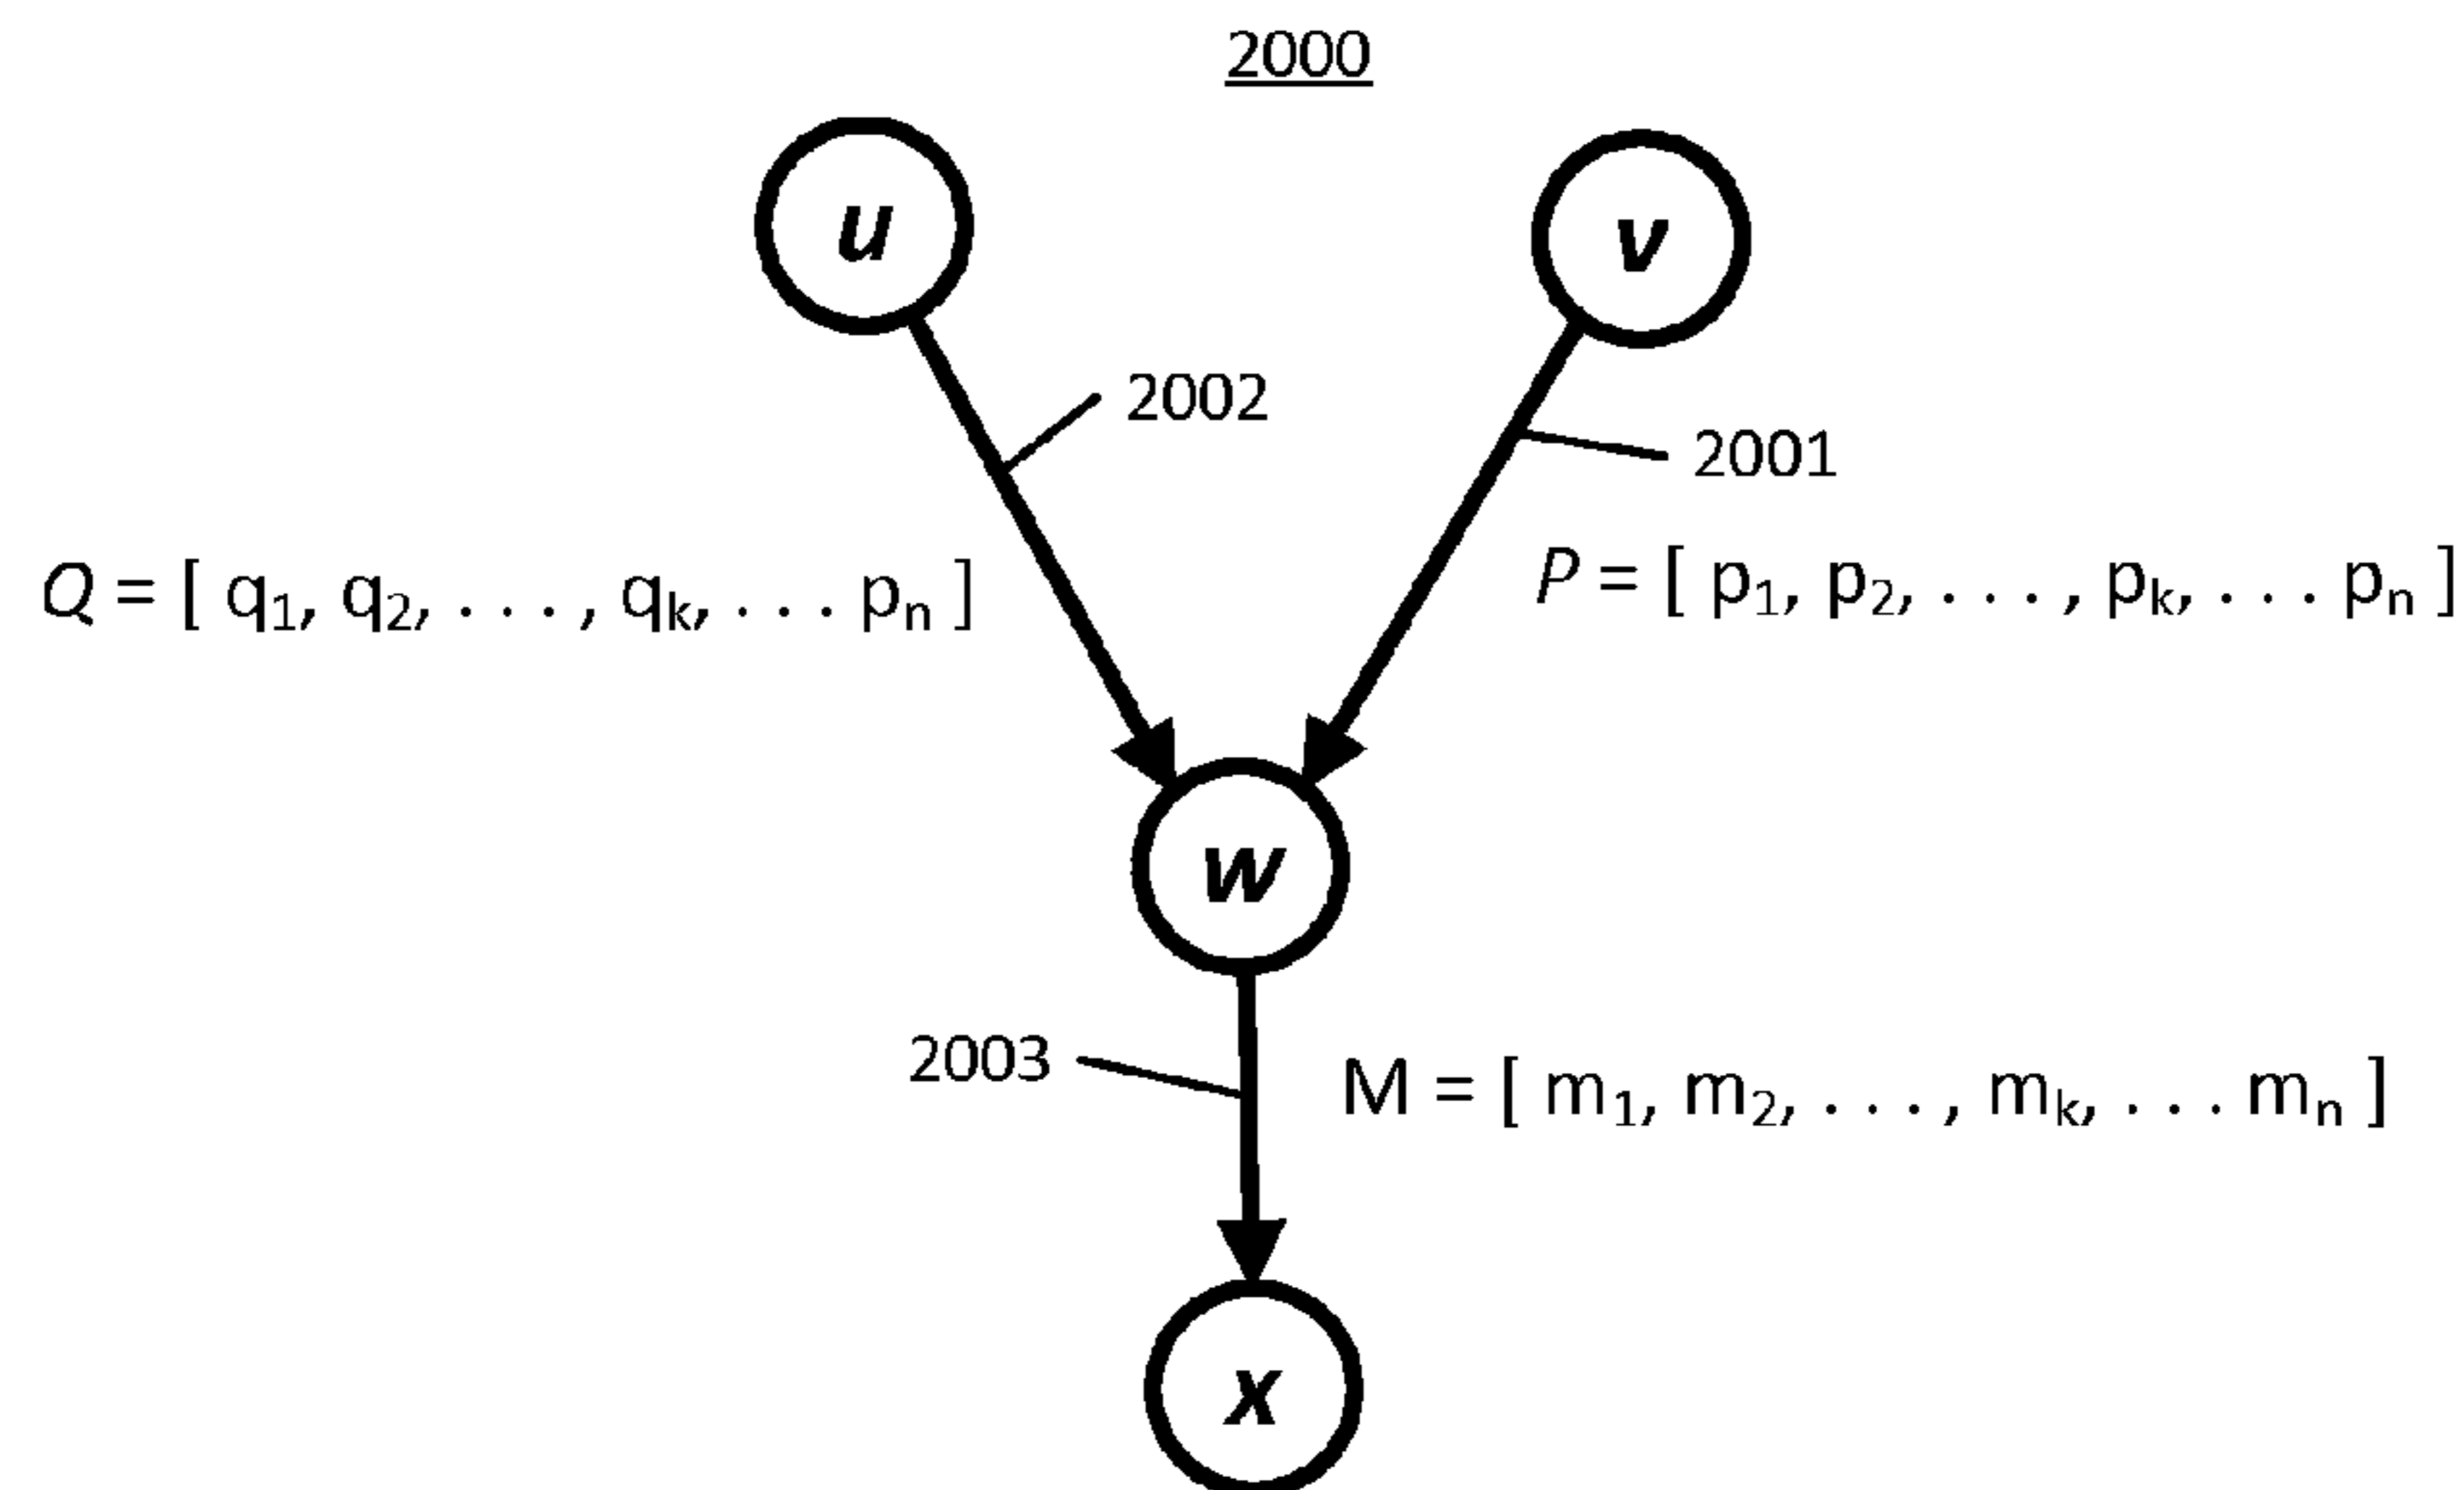 2000
u
v
2002
2001
Q = [ q₁, q₂, . . . , qₖ, . . . pₙ ]
P = [ p₁, p₂, . . . , pₖ, . . . pₙ ]
w
2003
M = [ m₁, m₂, . . . , mₖ, . . . mₙ ]
x